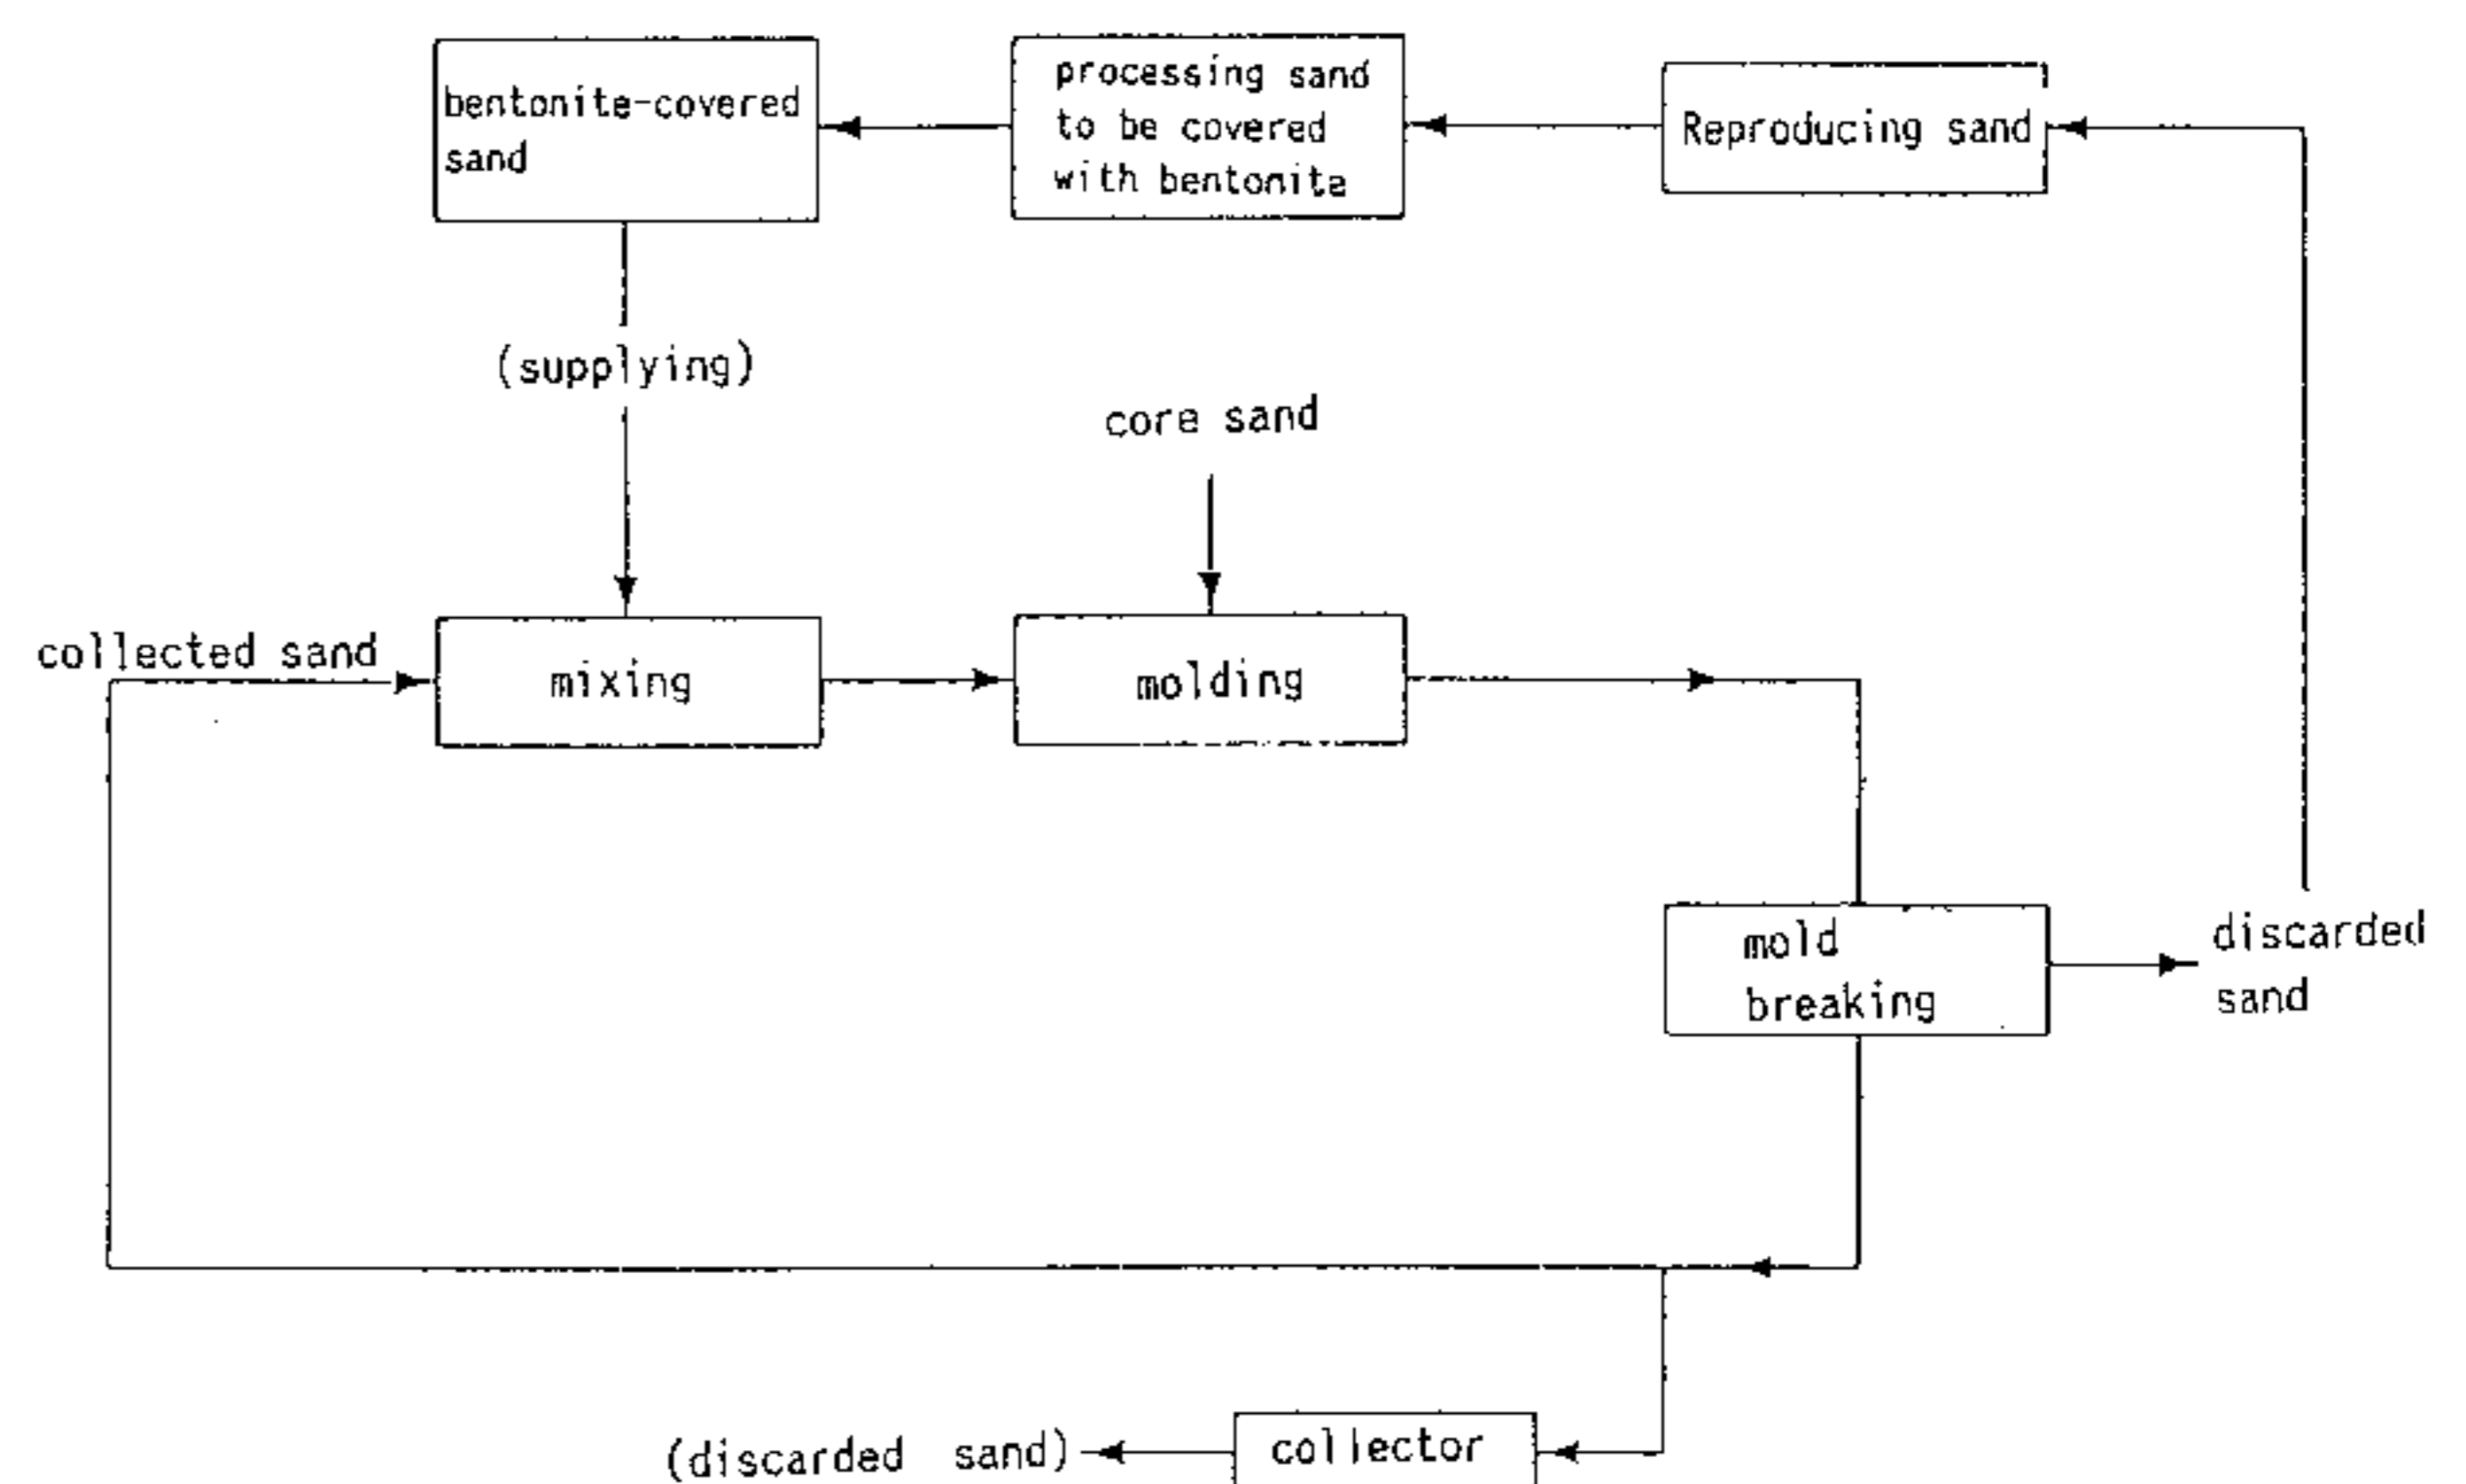 bentonite-covered
sand
processing sand
to be covered
with bentonite
Reproducing sand
(supplying)
core sand
collected sand
mixing
molding
mold
breaking
discarded
sand
(discarded sand)
collector